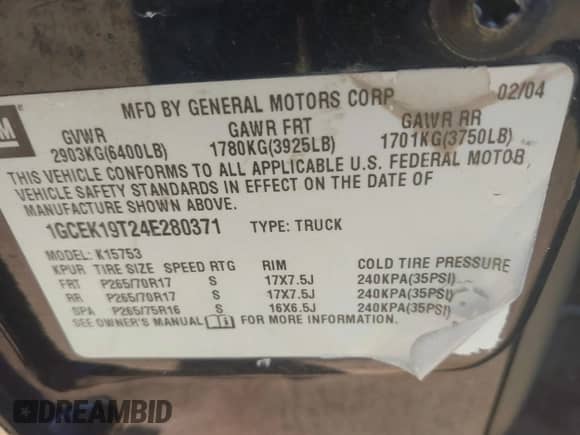 GM
MFD BY GENERAL MOTORS CORP 02/04
GVWR GAWR FRT GAWR RR
2903KG(6400LB) 1780KG(3925LB) 1701KG(3750LB)
THIS VEHICLE CONFORMS TO ALL APPLICABLE U.S. FEDERAL MOTOR
VEHICLE SAFETY STANDARDS IN EFFECT ON THE DATE OF
MANUFACTURE SHOWN ABOVE.
1GCEK19T24E280371 TYPE: TRUCK
MODEL: K15753
KPUR TIRE SIZE SPEED RTG RIM COLD TIRE PRESSURE
FRT P265/70R17 S 17X7.5J 240KPA(35PSI)
RR P265/70R17 S 17X7.5J 240KPA(35PSI)
SPA P265/75R16 S 16X6.5J 240KPA(35PSI)
SEE OWNER'S MANUAL FOR MORE INFORMATION.
DREAMBID